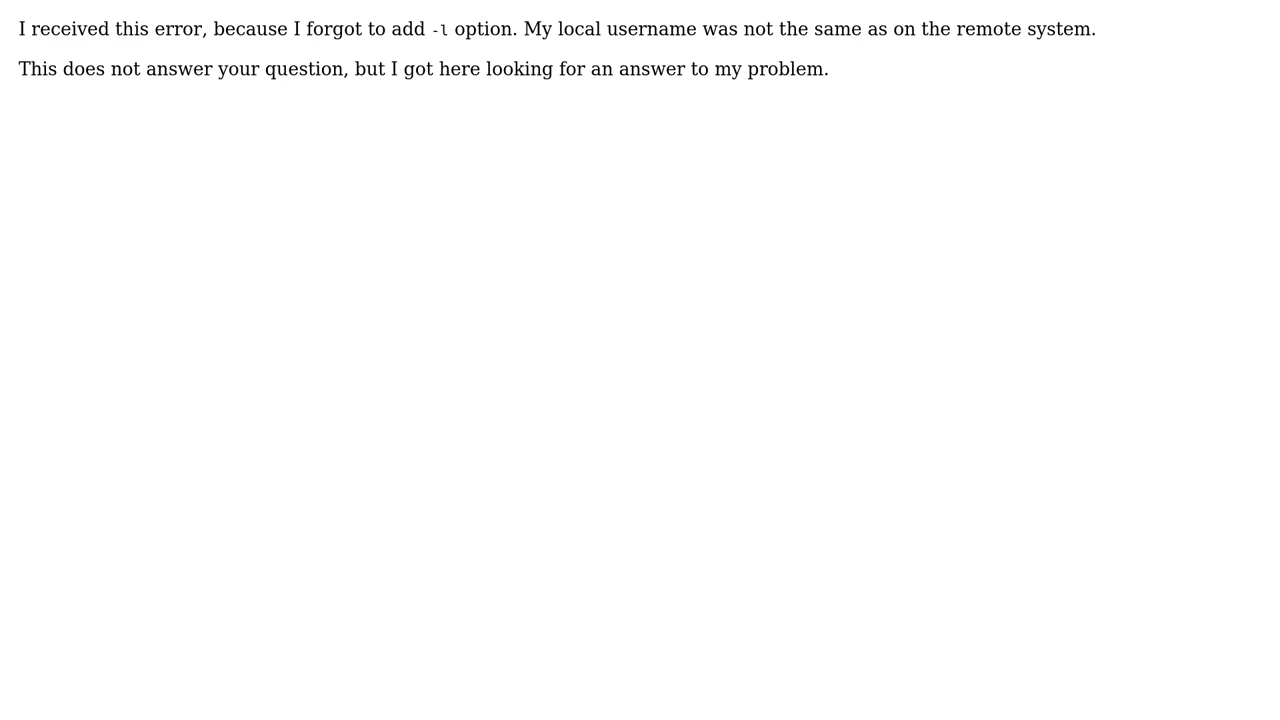 I received this error, because I forgot to add -l option. My local username was not the same as on the remote system.
This does not answer your question, but I got here looking for an answer to my problem.